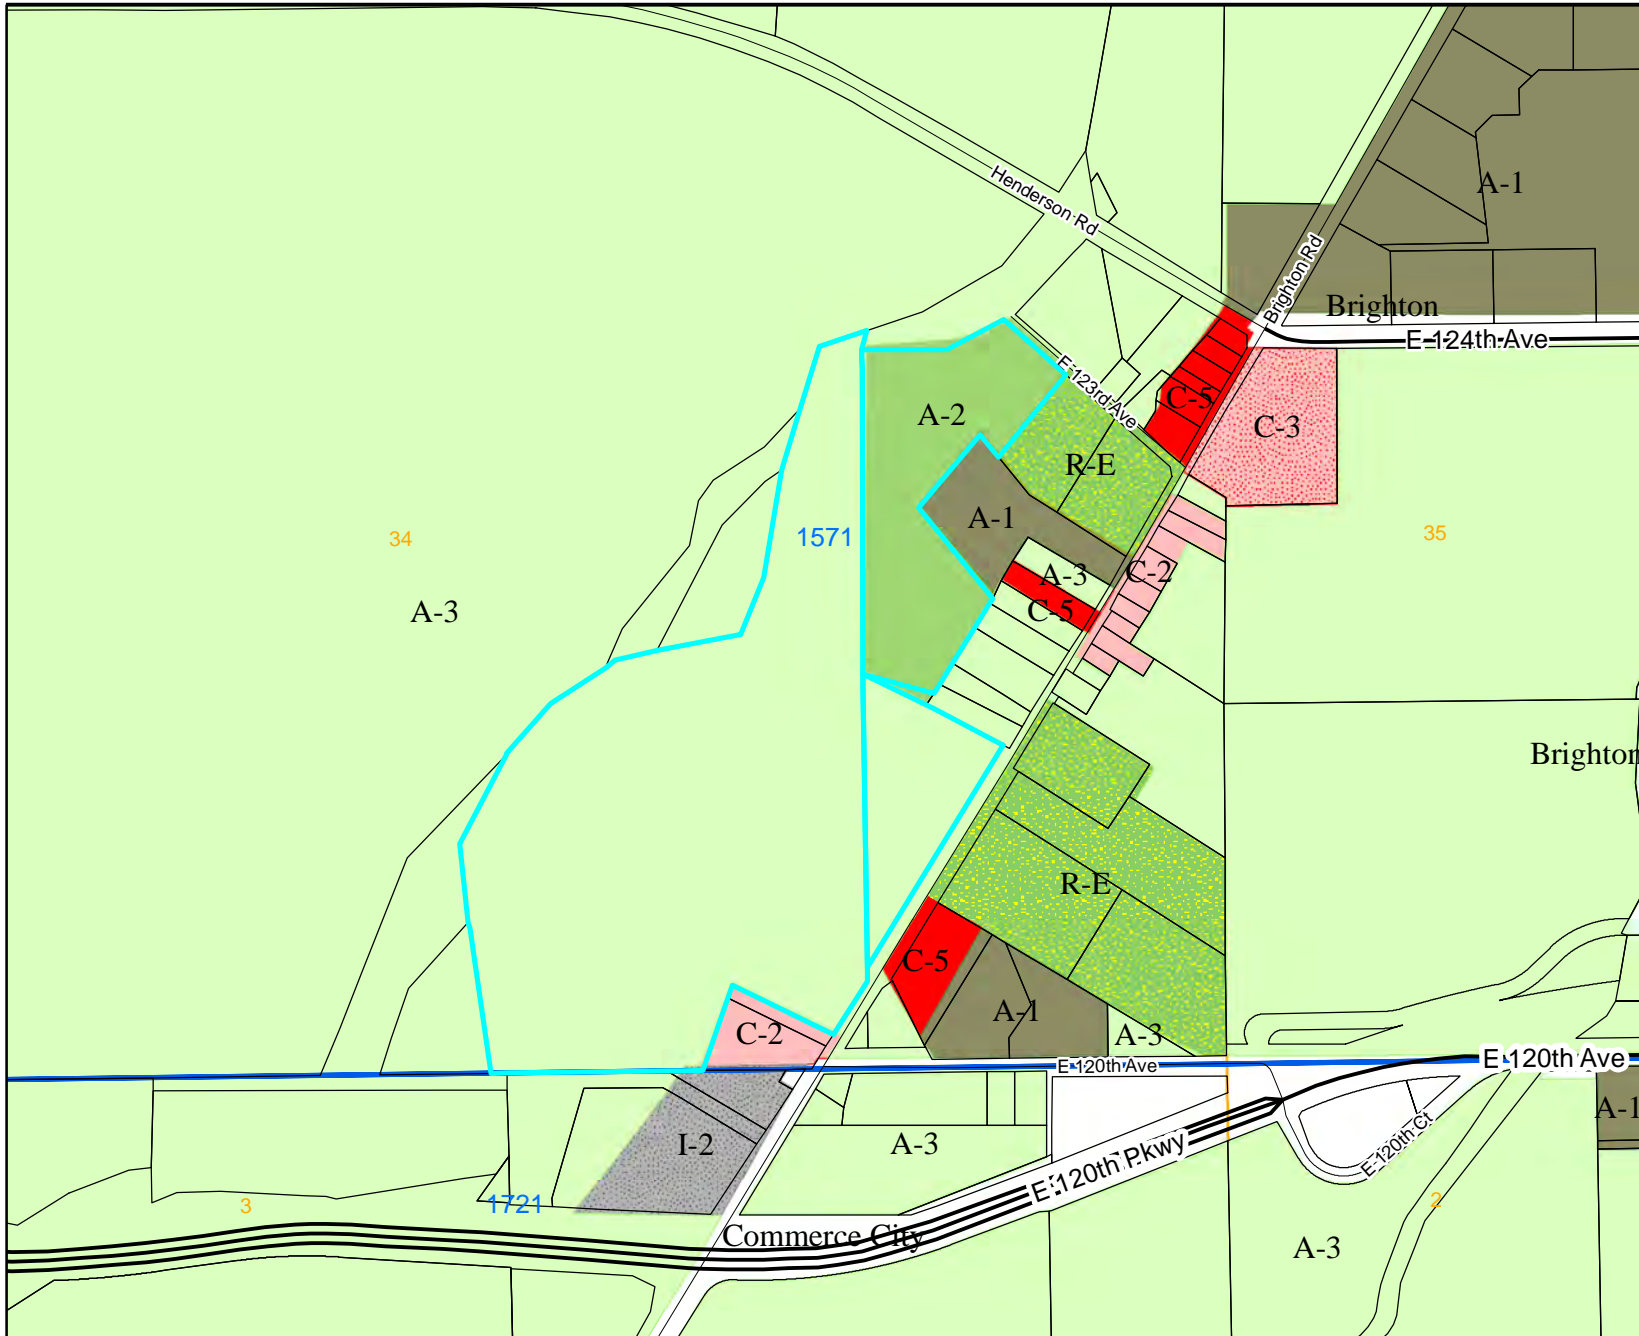 A-1
Henderson Rd
Brighton Rd
Brighton
E 124th Ave
E 123rd Ave
C-5
A-2
C-3
R-E
34
1571
A-1
35
A-3
C-2
A-3
C-5
Brighton
R-E
C-5
A-1
C-2
A-3
E 120th Ave
E 120th Ave
A-1
I-2
A-3
E 120th Ct
E 120th Pkwy
3
1721
2
Commerce City
A-3